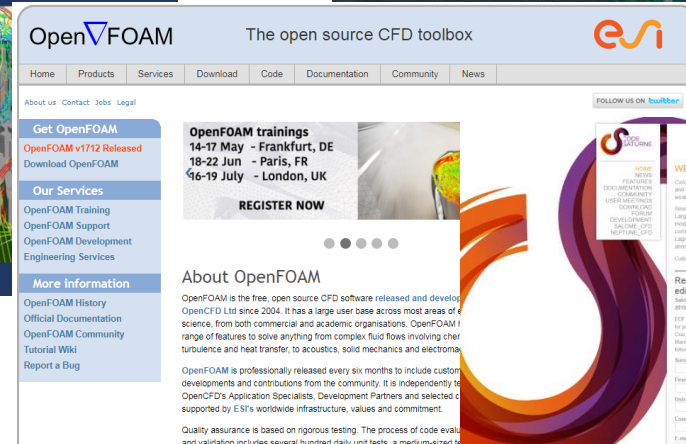 Open∇FOAM
The open source CFD toolbox
esi
Home Products Services Download Code Documentation Community News
About us Contact Jobs Legal
FOLLOW US ON twitter
Get OpenFOAM
OpenFOAM v1712 Released
Download OpenFOAM
Our Services
OpenFOAM Training
OpenFOAM Support
OpenFOAM Development
Engineering Services
More information
OpenFOAM History
Official Documentation
OpenFOAM Community
Tutorial Wiki
Report a Bug
OpenFOAM trainings
14-17 May - Frankfurt, DE
18-22 Jun - Paris, FR
16-19 July - London, UK
REGISTER NOW
About OpenFOAM
OpenFOAM is the free, open source CFD software released and develop
OpenCFD Ltd since 2004. It has a large user base across most areas of e
science, from both commercial and academic organisations. OpenFOAM h
range of features to solve anything from complex fluid flows involving cher
turbulence and heat transfer, to acoustics, solid mechanics and electromag
OpenFOAM is professionally released every six months to include custom
developments and contributions from the community. It is independently te
OpenCFD's Application Specialists, Development Partners and selected c
supported by ESI's worldwide infrastructure, values and commitment.
Quality assurance is based on rigorous testing. The process of code evalu
and validation includes several hundred daily unit tests, a medium-sized te
CODE
SATURNE
HOME
NEWS
FEATURES
DOCUMENTATION
COMMUNITY
USER MEETINGS
DOWNLOAD
FORUM
DEVELOPMENT
SALOME_CFD
NEPTUNE_CFD